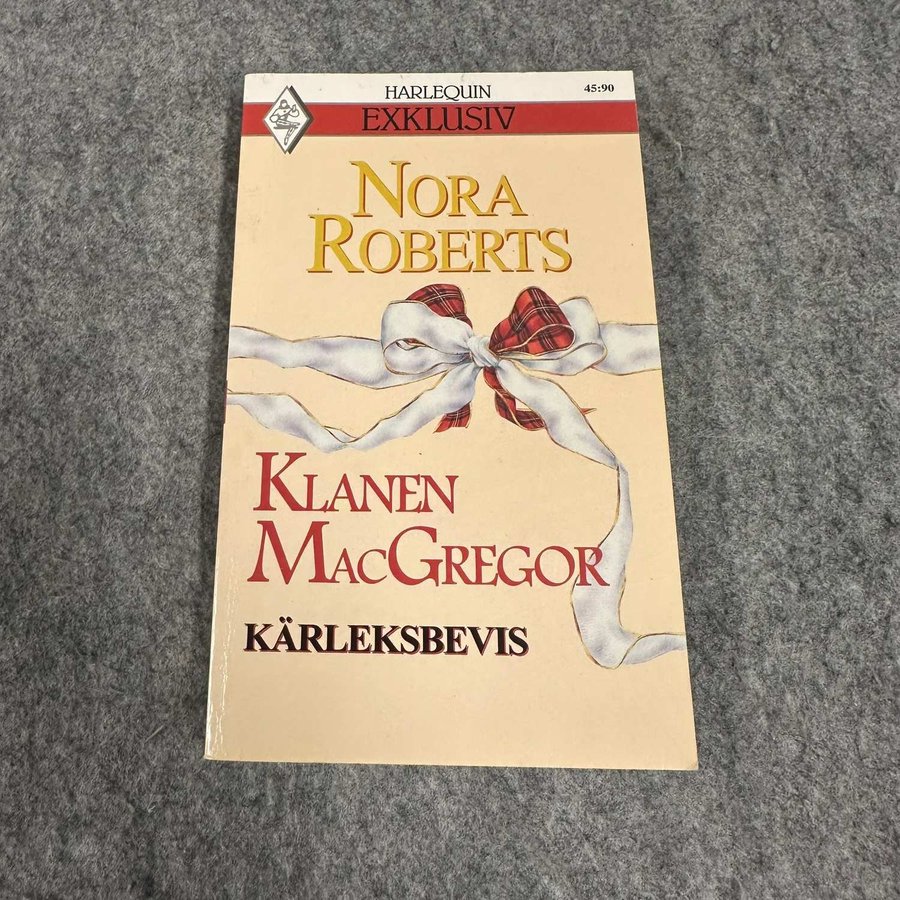 HARLEQUIN
45:90
EXKLUSIV
NORA
ROBERTS
KLANEN
MACGREGOR
KÄRLEKSBEVIS